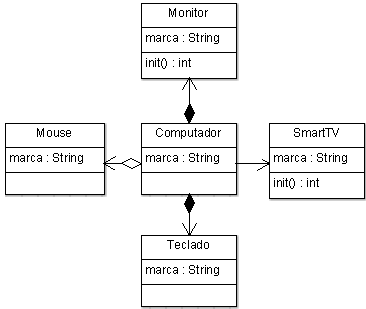 Monitor
marca : String
init() : int
Mouse
marca : String
Computador
marca : String
SmartTV
marca : String
init() : int
Teclado
marca : String